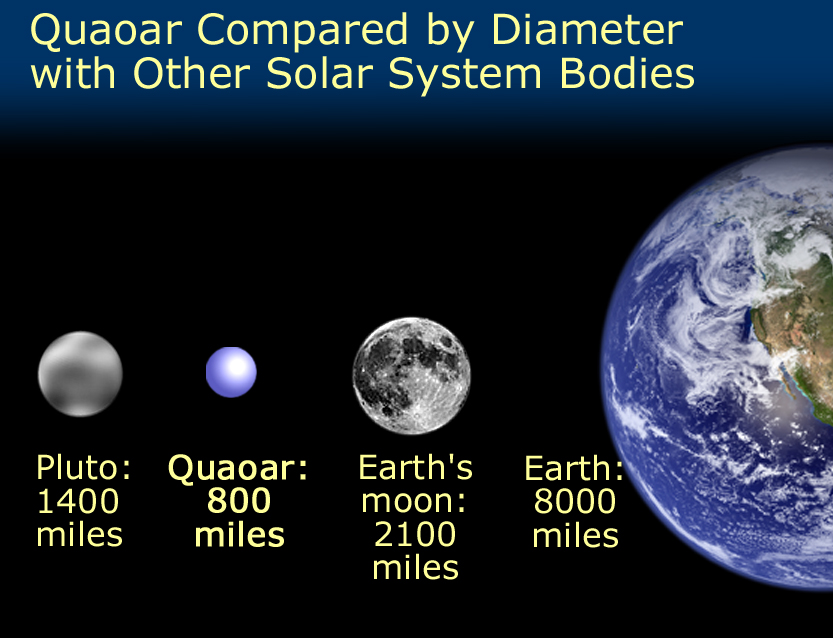 Quaoar Compared by Diameter
with Other Solar System Bodies
Pluto:
1400
miles
Quaoar:
800
miles
Earth's
moon:
2100
miles
Earth:
8000
miles